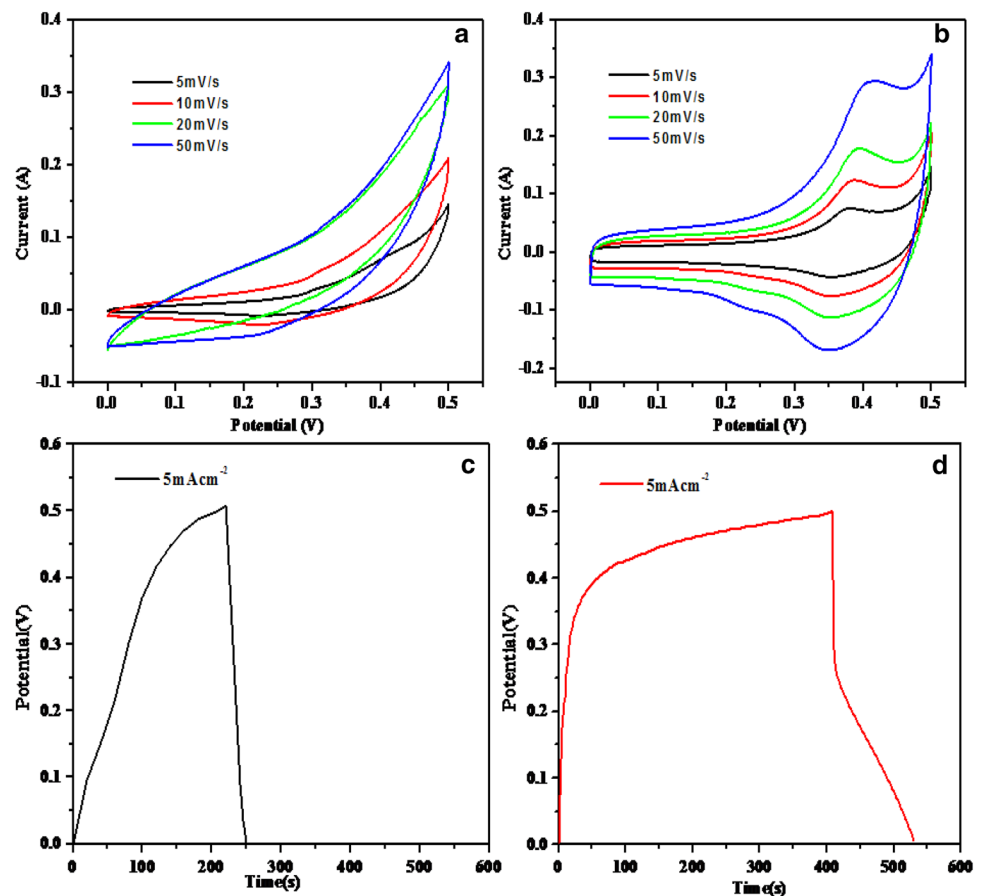 a
0.4
0.3
0.2
0.1
0.0
-0.1
Current (A)
5mV/s
10mV/s
20mV/s
50mV/s
0.0 0.1 0.2 0.3 0.4 0.5
Potential (V)
b
0.4
0.3
0.2
0.1
0.0
-0.1
-0.2
Current (A)
5mV/s
10mV/s
20mV/s
50mV/s
0.0 0.1 0.2 0.3 0.4 0.5
Potential (V)
c
0.6
0.5
0.4
0.3
0.2
0.1
0.0
Potential(V)
5mAcm-2
0 100 200 300 400 500 600
Time(s)
d
0.6
0.5
0.4
0.3
0.2
0.1
0.0
Potential(V)
5mAcm-2
0 100 200 300 400 500 600
Time(s)